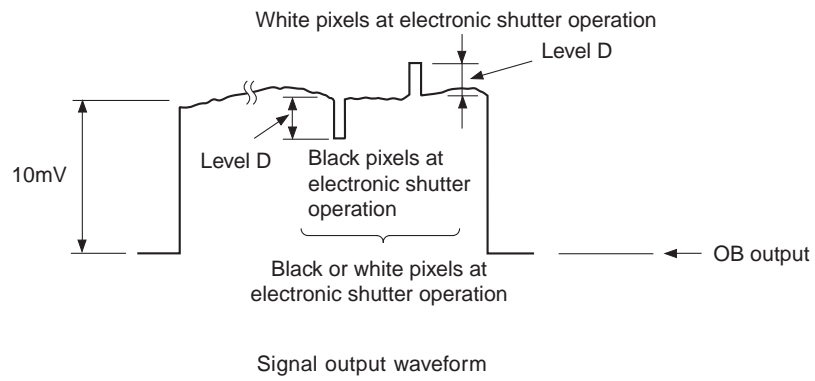 White pixels at electronic shutter operation
Level D
Level D
10mV
Black pixels at
electronic shutter
operation
OB output
Black or white pixels at
electronic shutter operation
Signal output waveform